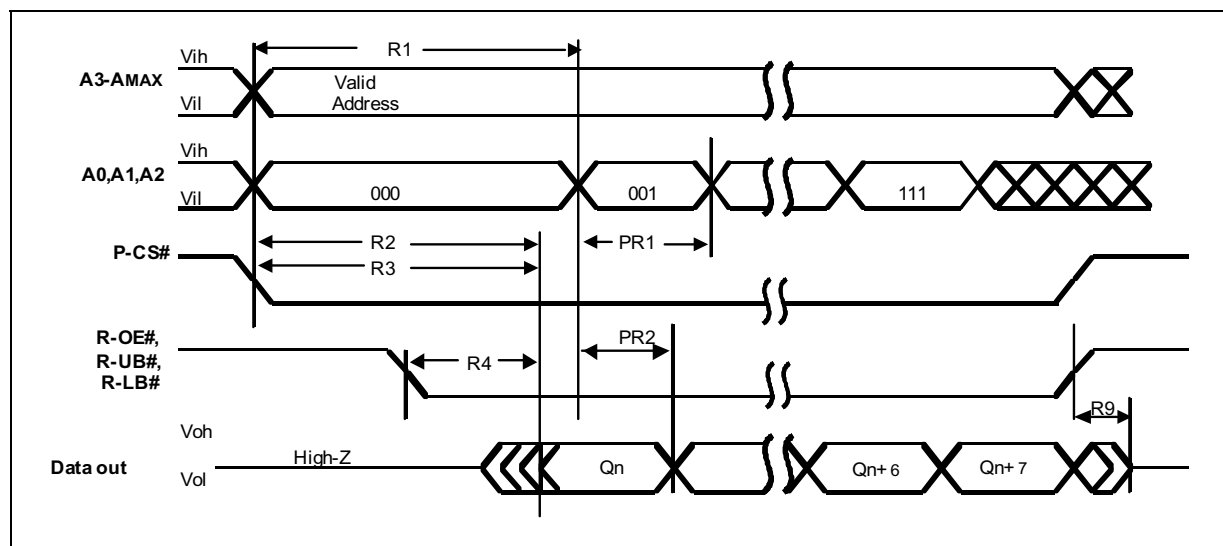 R1
Vih
A3-AMAX
Valid
Address
Vil
Vih
A0,A1,A2
Vil
000
001
111
R2
PR1
P-CS#
R3
R-OE#,
R-UB#,
R-LB#
R4
PR2
R9
Voh
High-Z
Data out
Vol
Qn
Qn+6
Qn+7